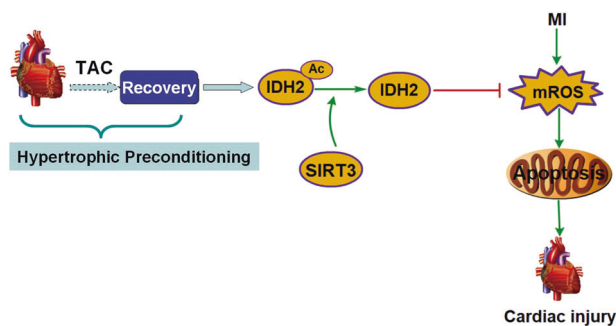 MI
TAC
Recovery
IDH2
Ac
IDH2
mROS
Hypertrophic Preconditioning
SIRT3
Apoptosis
Cardiac injury